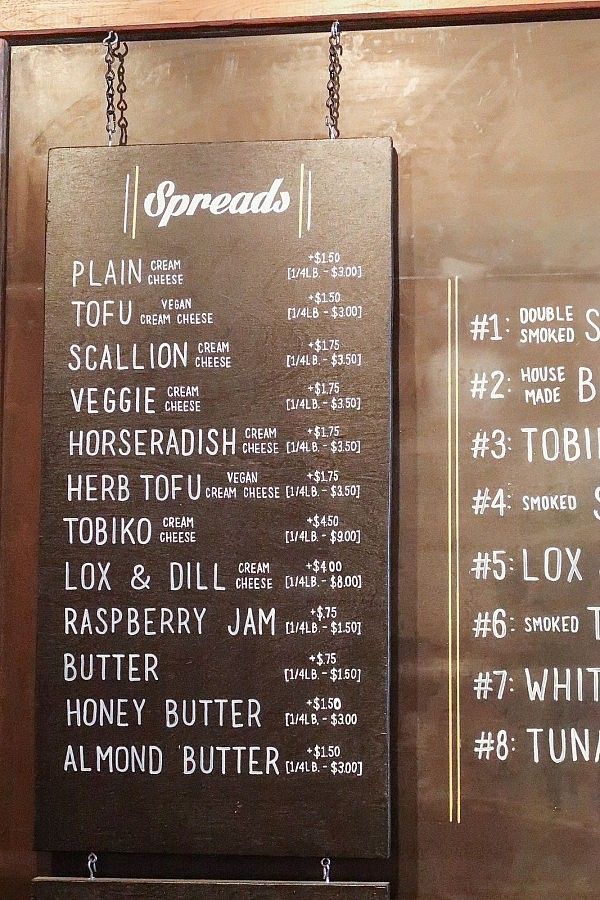 Spreads
PLAIN CREAM CHEESE +$1.50 [1/4LB. - $3.00]
TOFU VEGAN CREAM CHEESE +$1.50 [1/4LB. - $3.00]
SCALLION CREAM CHEESE +$1.75 [1/4LB. - $3.50]
VEGGIE CREAM CHEESE +$1.75 [1/4LB. - $3.50]
HORSERADISH CREAM CHEESE +$1.75 [1/4LB. - $3.50]
HERB TOFU VEGAN CREAM CHEESE +$1.75 [1/4LB. - $3.50]
TOBIKO CREAM CHEESE +$4.50 [1/4LB. - $9.00]
LOX & DILL CREAM CHEESE +$4.00 [1/4LB. - $8.00]
RASPBERRY JAM +$.75 [1/4LB. - $1.50]
BUTTER +$.75 [1/4LB. - $1.50]
HONEY BUTTER +$1.50 [1/4LB. - $3.00
ALMOND BUTTER +$1.50 [1/4LB. - $3.00]
#1: DOUBLE SMOKED S
#2: HOUSE MADE B
#3: TOBI
#4: SMOKED
#5: LOX
#6: SMOKED T
#7: WHIT
#8: TUNA